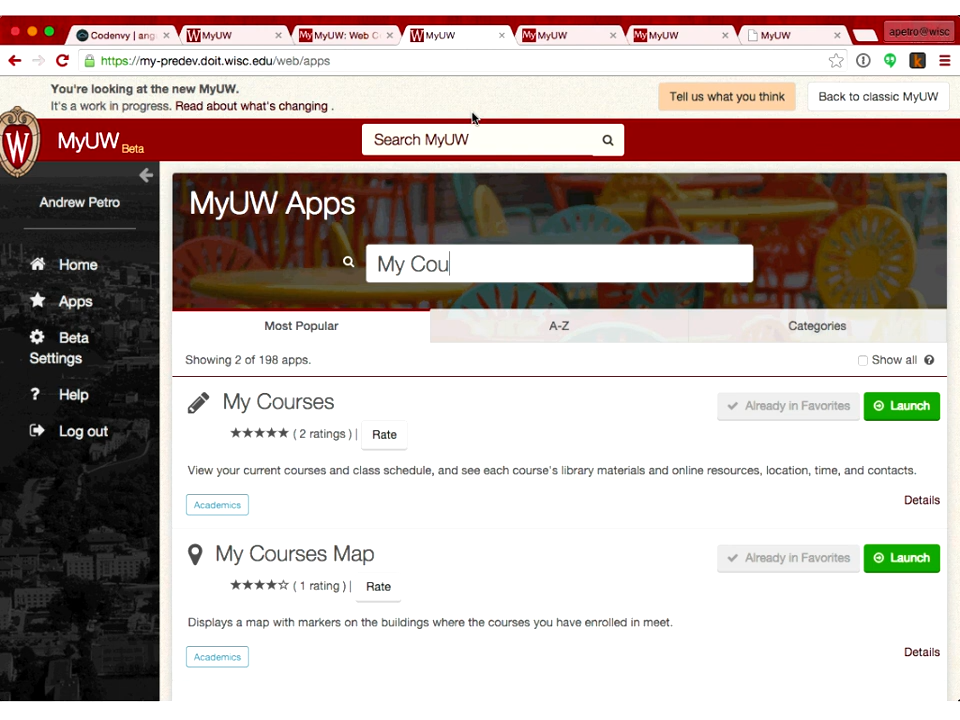 Codenvy | ang
MyUW
MyUW: Web C
MyUW
MyUW
MyUW
MyUW
apetro@wisc
https://my-predev.doit.wisc.edu/web/apps
You're looking at the new MyUW.
It's a work in progress. Read about what's changing .
Tell us what you think
Back to classic MyUW
W
MyUW Beta
Search MyUW
Andrew Petro
Home
Apps
Beta
Settings
? Help
Log out
MyUW Apps
My Cou
Most Popular
A-Z
Categories
Showing 2 of 198 apps.
Show all
My Courses
Already in Favorites
Launch
★★★★★ ( 2 ratings ) |
Rate
View your current courses and class schedule, and see each course's library materials and online resources, location, time, and contacts.
Academics
Details
My Courses Map
Already in Favorites
Launch
★★★★☆ ( 1 rating ) |
Rate
Displays a map with markers on the buildings where the courses you have enrolled in meet.
Academics
Details